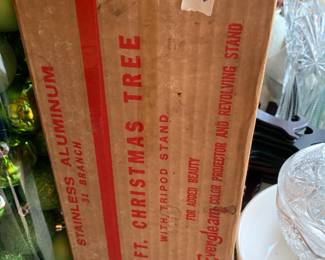 STAINLESS ALUMINUM
31 BRANCH
FT. CHRISTMAS TREE
WITH TRIPOD STAND
FOR ADDED BEAUTY
Evergleam COLOR PROJECTOR AND REVOLVING STAND